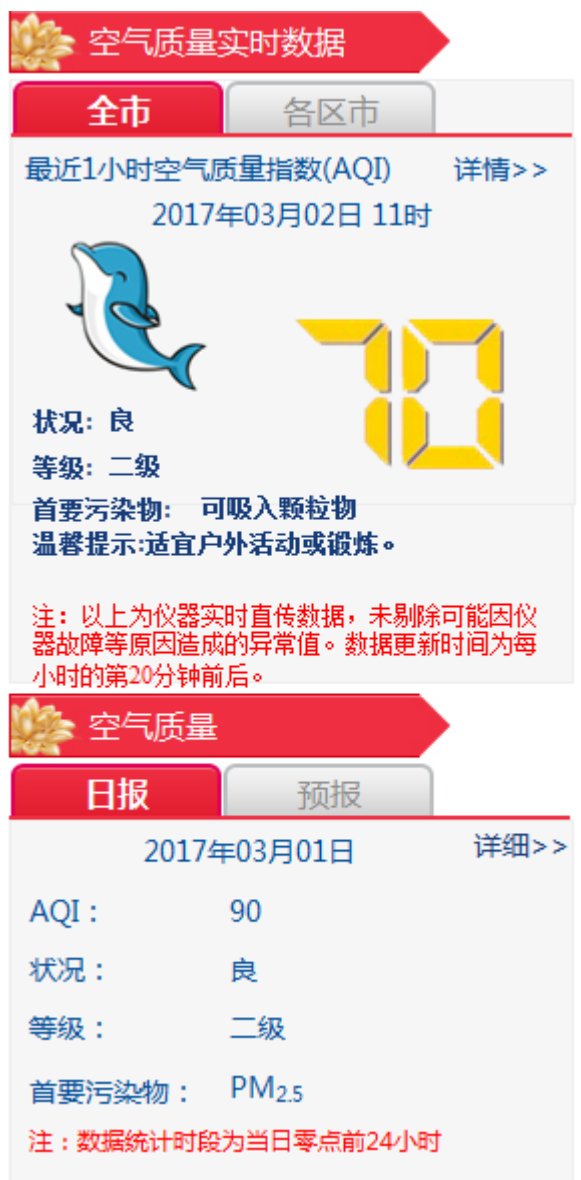 空气质量实时数据
全市 各区市
最近1小时空气质量指数(AQI) 详情>>
2017年03月02日 11时
70
状况: 良
等级: 二级
首要污染物: 可吸入颗粒物
温馨提示:适宜户外活动或锻炼。
注: 以上为仪器实时直传数据，未剔除可能因仪
器故障等原因造成的异常值。数据更新时间为每
小时的第20分钟前后。
空气质量
日报 预报
2017年03月01日 详细>>
AQI： 90
状况： 良
等级： 二级
首要污染物： PM2.5
注：数据统计时段为当日零点前24小时